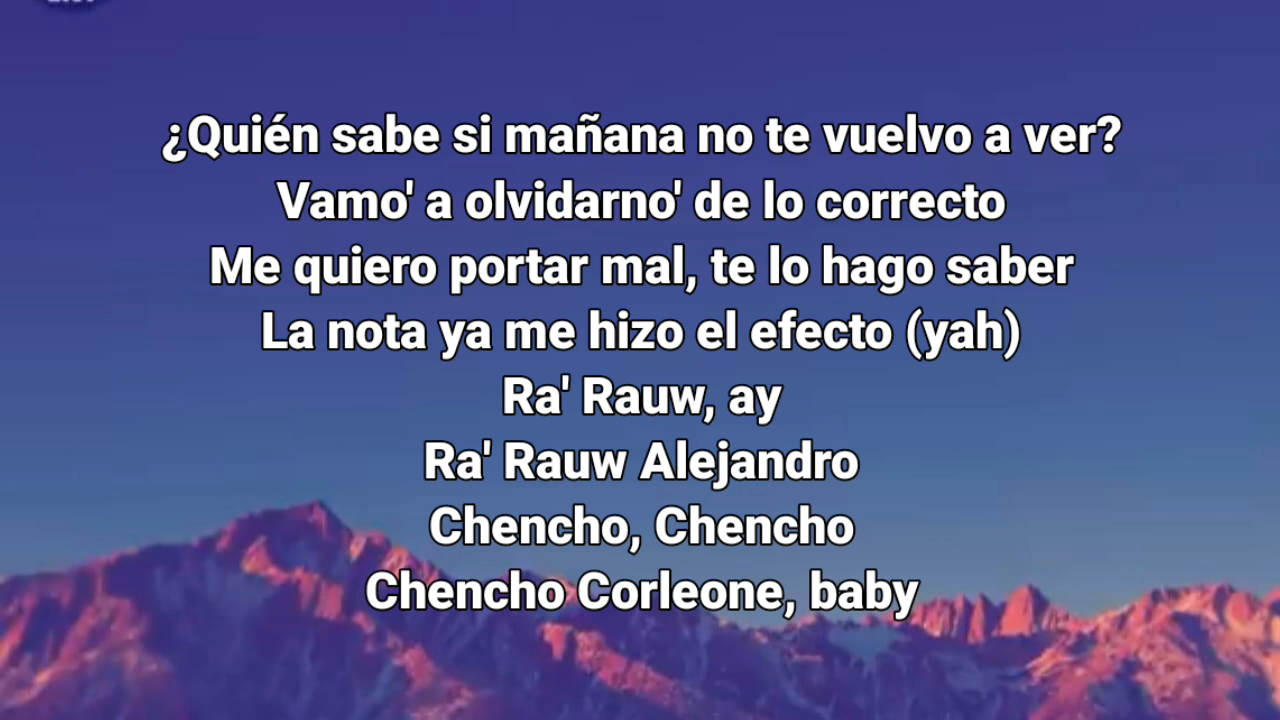 ¿Quién sabe si mañana no te vuelvo a ver?
Vamo' a olvidarno' de lo correcto
Me quiero portar mal, te lo hago saber
La nota ya me hizo el efecto (yah)
Ra' Rauw, ay
Ra' Rauw Alejandro
Chencho, Chencho
Chencho Corleone, baby